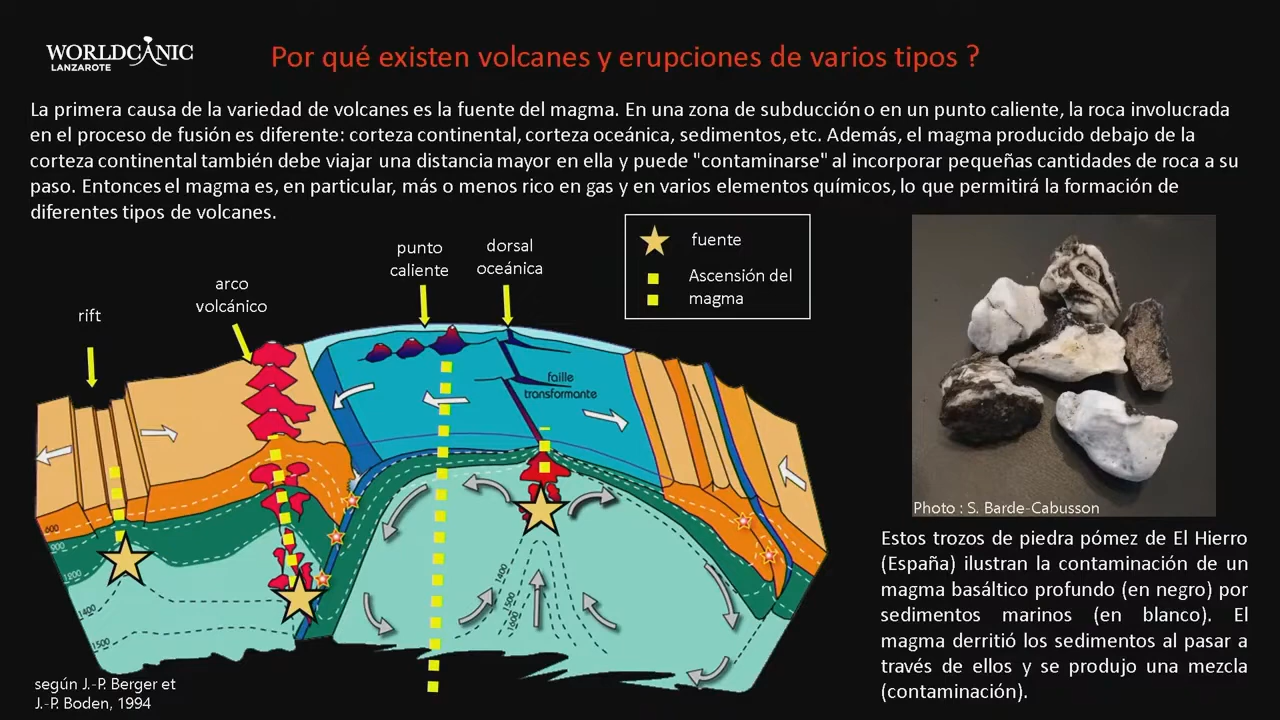 WORLDCANIC
LANZAROTE
Por qué existen volcanes y erupciones de varios tipos ?
La primera causa de la variedad de volcanes es la fuente del magma. En una zona de subducción o en un punto caliente, la roca involucrada
en el proceso de fusión es diferente: corteza continental, corteza oceánica, sedimentos, etc. Además, el magma producido debajo de la
corteza continental también debe viajar una distancia mayor en ella y puede "contaminarse" al incorporar pequeñas cantidades de roca a su
paso. Entonces el magma es, en particular, más o menos rico en gas y en varios elementos químicos, lo que permitirá la formación de
diferentes tipos de volcanes.
fuente
Ascensión del
magma
punto
caliente
dorsal
oceánica
arco
volcánico
rift
faille
transformante
600
1200
1400
1500
1400
1500
1600
según J.-P. Berger et
J.-P. Boden, 1994
Photo : S. Barde-Cabusson
Estos trozos de piedra pómez de El Hierro
(España) ilustran la contaminación de un
magma basáltico profundo (en negro) por
sedimentos marinos (en blanco). El
magma derritió los sedimentos al pasar a
través de ellos y se produjo una mezcla
(contaminación).